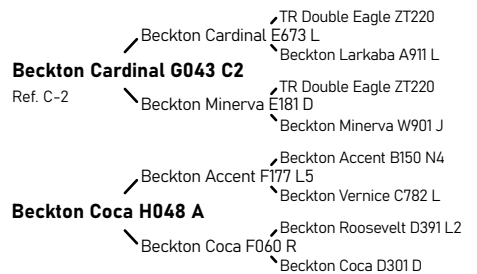 TR Double Eagle ZT220
Beckton Cardinal E673 L
Beckton Larkaba A911 L
Beckton Cardinal G043 C2
Ref. C-2
TR Double Eagle ZT220
Beckton Minerva E181 D
Beckton Minerva W901 J
Beckton Accent B150 N4
Beckton Accent F177 L5
Beckton Vernice C782 L
Beckton Coca H048 A
Beckton Roosevelt D391 L2
Beckton Coca F060 R
Beckton Coca D301 D